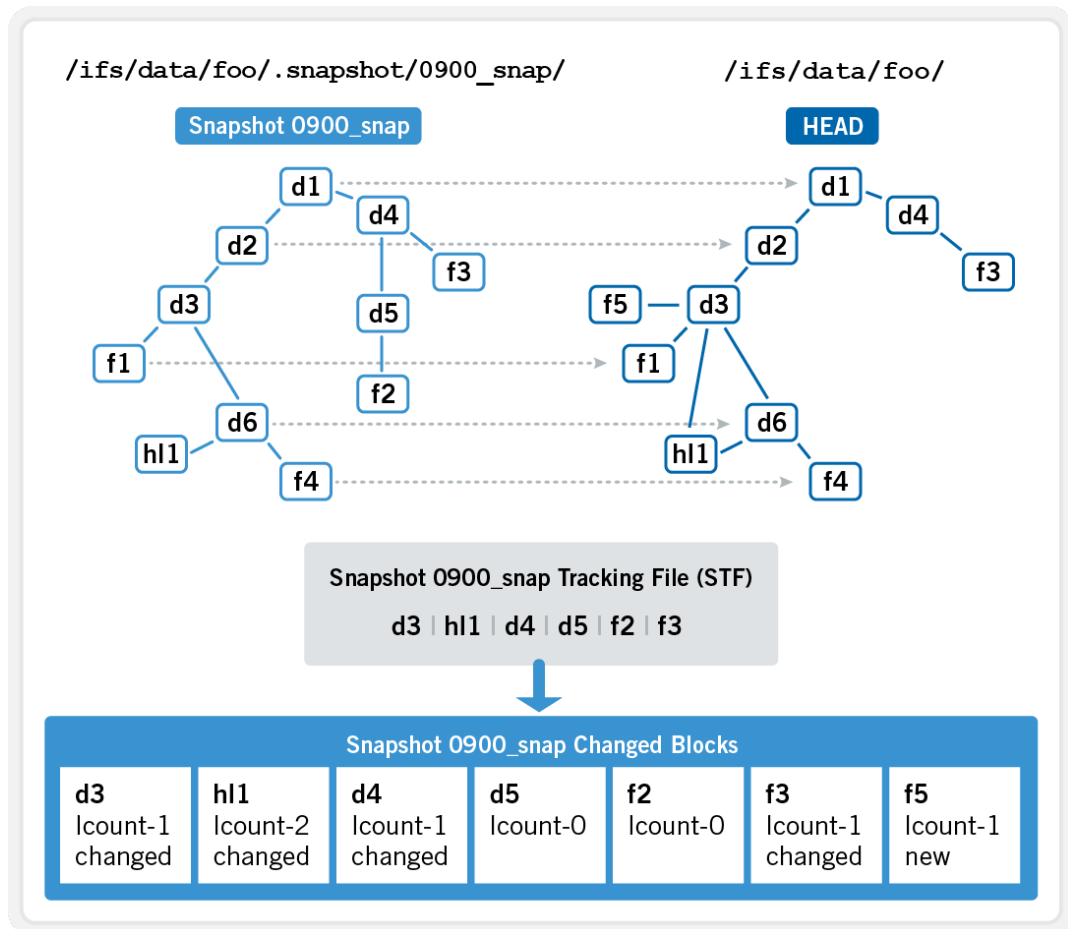 /ifs/data/foo/.snapshot/0900_snap/
/ifs/data/foo/
Snapshot 0900_snap
HEAD
d1
d4
d2
f3
d3
d5
f1
f2
d6
hl1
f4
d1
d4
d2
f3
f5
d3
f1
d6
hl1
f4
Snapshot 0900_snap Tracking File (STF)
d3 | hl1 | d4 | d5 | f2 | f3
Snapshot 0900_snap Changed Blocks
d3
lcount-1
changed
hl1
lcount-2
changed
d4
lcount-1
changed
d5
lcount-0
f2
lcount-0
f3
lcount-1
changed
f5
lcount-1
new